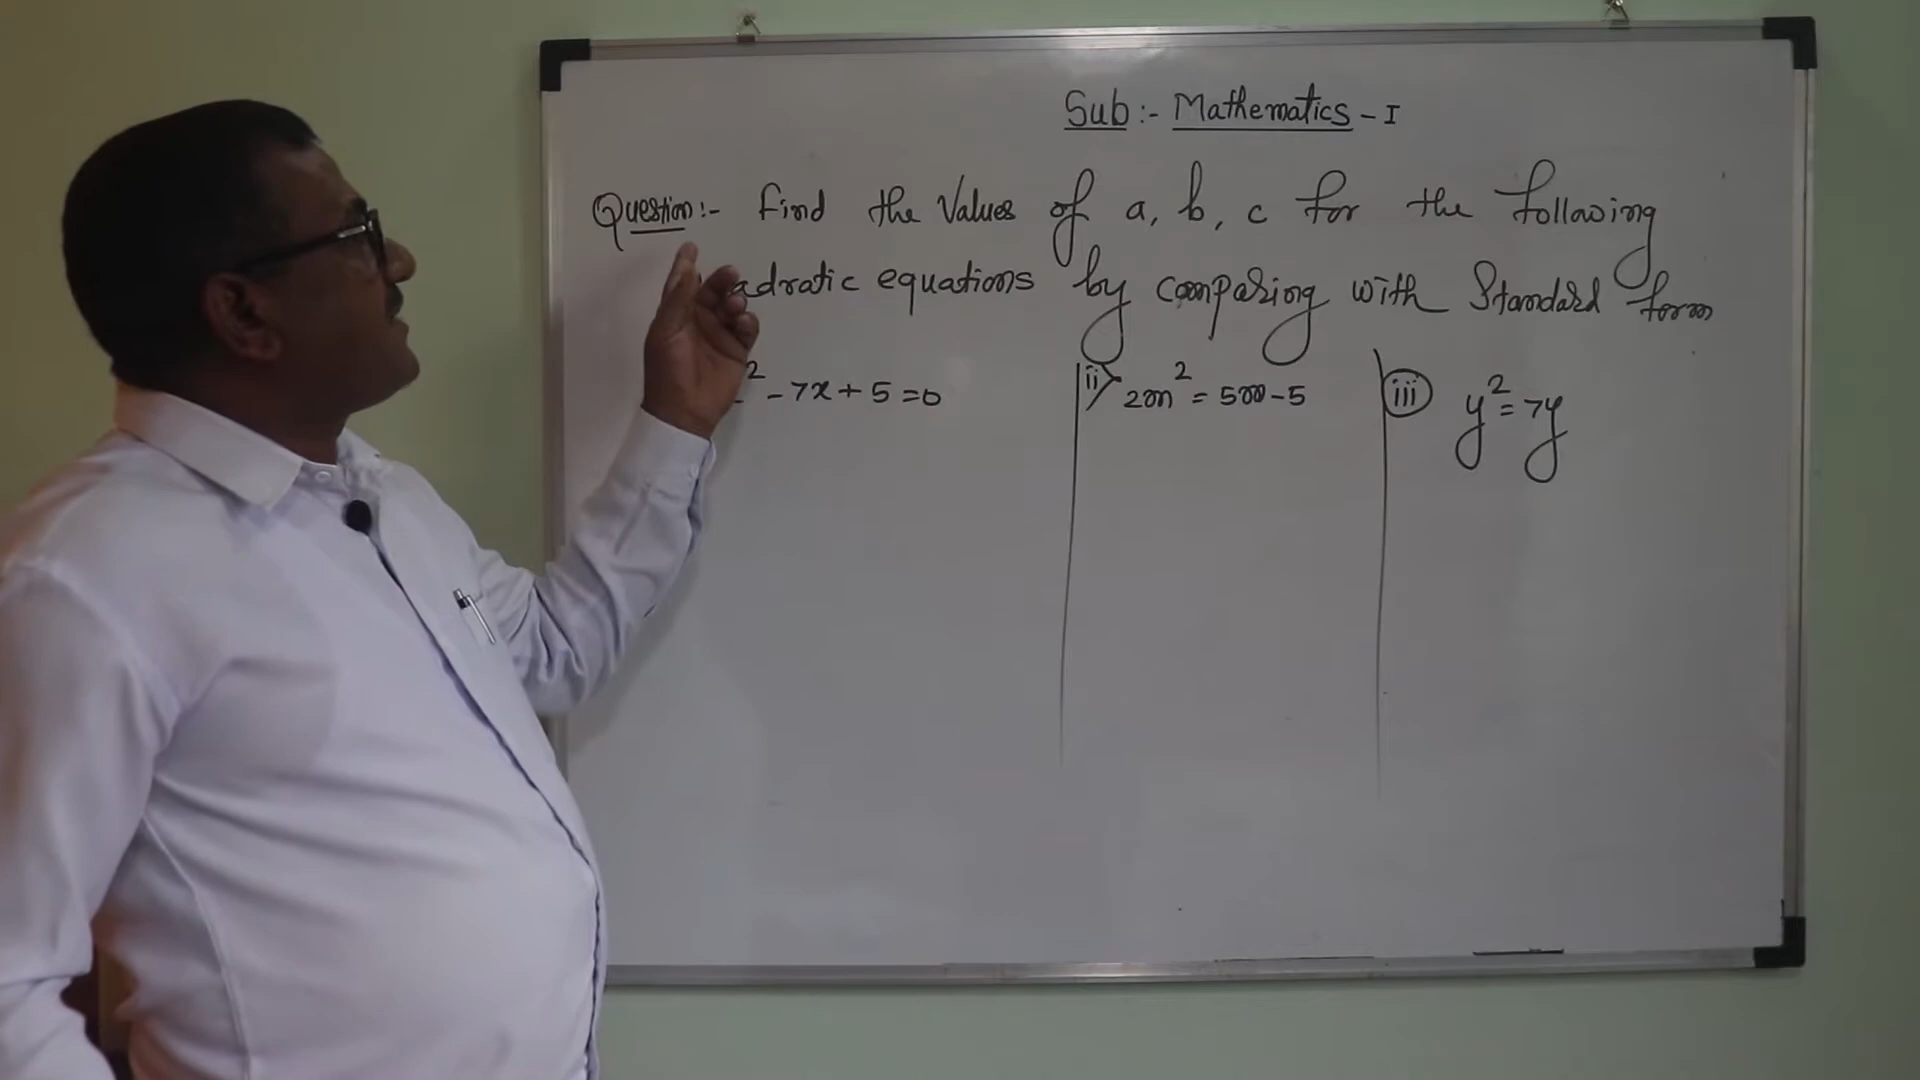 Sub :- Mathematics - I
Question :- Find the Values of a, b, c for the following
adratic equations by comparing with Standard form
² - 7x + 5 = 0
ii) 2m² = 5m - 5
iii y² = 7y